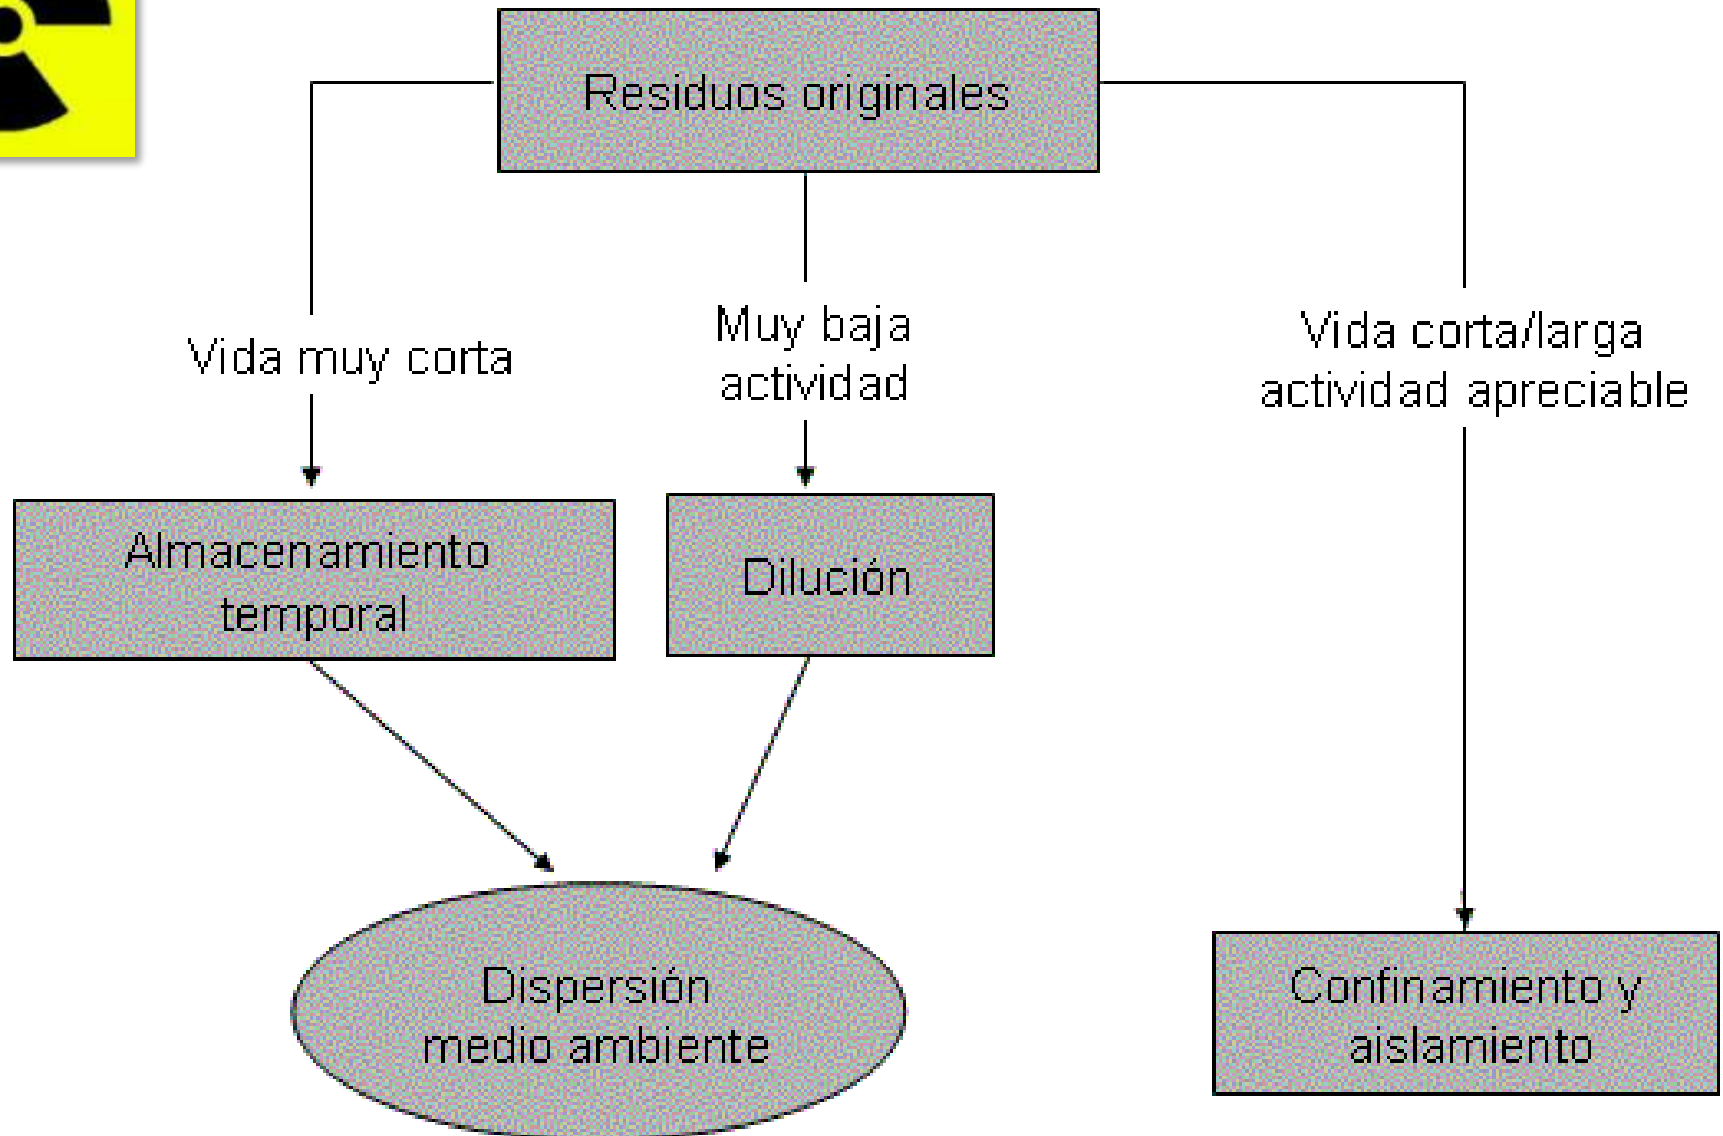 Residuos originales
Vida muy corta
Muy baja
actividad
Vida corta/larga
actividad apreciable
Almacenamiento
temporal
Dilución
Dispersión
medio ambiente
Confinamiento y
aislamiento